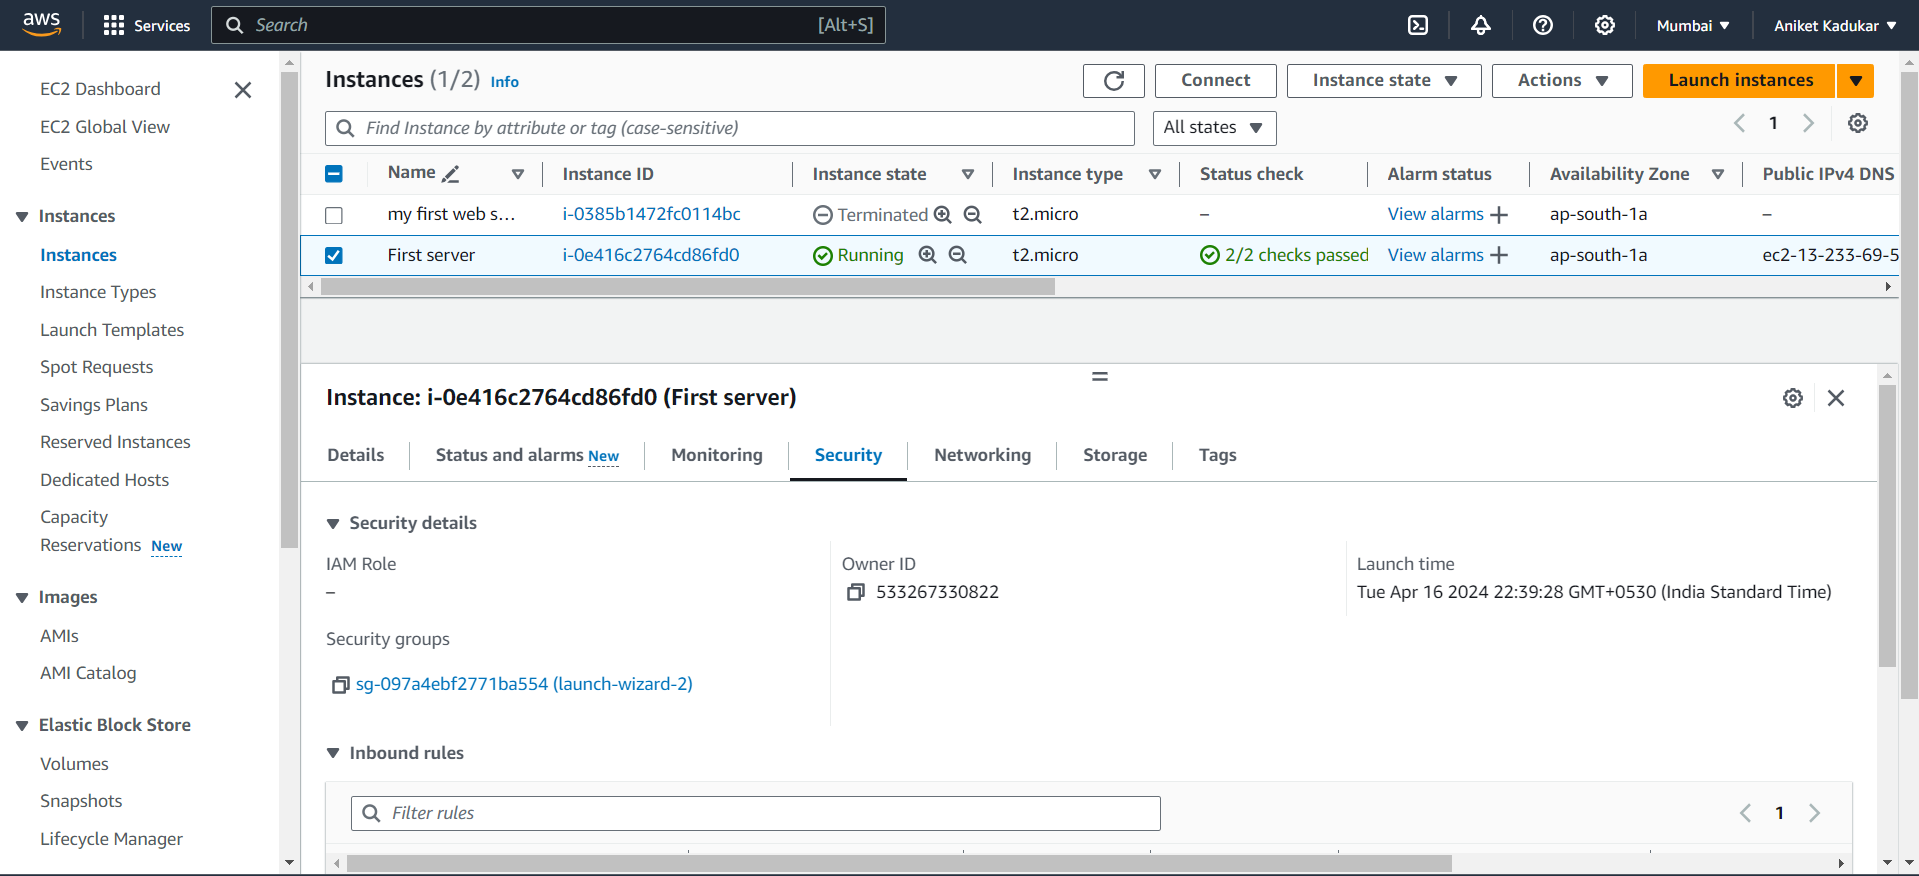 aws Services Search [Alt+S] Mumbai Aniket Kadukar
EC2 Dashboard
EC2 Global View
Events
Instances
Instances
Instance Types
Launch Templates
Spot Requests
Savings Plans
Reserved Instances
Dedicated Hosts
Capacity
Reservations New
Images
AMIs
AMI Catalog
Elastic Block Store
Volumes
Snapshots
Lifecycle Manager
Instances (1/2) Info Connect Instance state Actions Launch instances
Find Instance by attribute or tag (case-sensitive) All states 1
Name Instance ID Instance state Instance type Status check Alarm status Availability Zone Public IPv4 DNS
my first web s... i-0385b1472fc0114bc Terminated t2.micro – View alarms ap-south-1a –
First server i-0e416c2764cd86fd0 Running t2.micro 2/2 checks passed View alarms ap-south-1a ec2-13-233-69-5
Instance: i-0e416c2764cd86fd0 (First server)
Details Status and alarms New Monitoring Security Networking Storage Tags
Security details
IAM Role Owner ID Launch time
– 533267330822 Tue Apr 16 2024 22:39:28 GMT+0530 (India Standard Time)
Security groups
sg-097a4ebf2771ba554 (launch-wizard-2)
Inbound rules
Filter rules 1